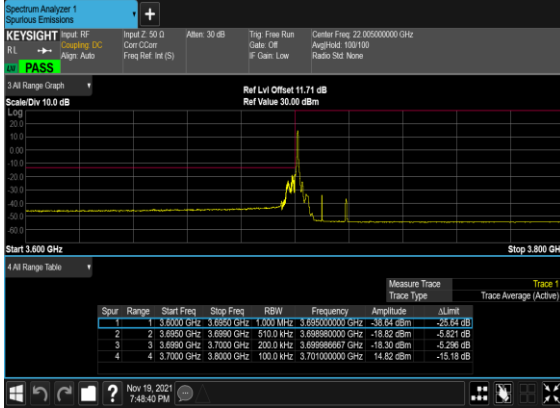 Spectrum Analyzer 1
Spurious Emissions
+
KEYSIGHT Input: RF Input Z: 50 Ω Atten: 30 dB Trig: Free Run Center Freq: 22.005000000 GHz
RL Coupling: DC Corr CCorr Gate: Off Avg|Hold: 100/100
Align: Auto Freq Ref: Int (S) IF Gain: Low Radio Std: None
LXI PASS
3.All Range Graph
Ref Lvl Offset 11.71 dB
Scale/Div 10.0 dB Ref Value 30.00 dBm
Log
20.0
10.0
0.00
-10.0
-20.0
-30.0
-40.0
-50.0
-60.0
Start 3.600 GHz Stop 3.800 GH
4.All Range Table
Measure Trace Trace 1
Trace Type Trace Average (Active)
Spur Range Start Freq Stop Freq RBW Frequency Amplitude ΔLimit
1 1 3.6000 GHz 3.6950 GHz 1.000 MHz 3.695000000 GHz -38.64 dBm -25.64 dB
2 2 3.6950 GHz 3.6990 GHz 510.0 kHz 3.698980000 GHz -18.82 dBm -5.821 dB
3 3 3.6990 GHz 3.7000 GHz 200.0 kHz 3.699986667 GHz -18.30 dBm -5.296 dB
4 4 3.7000 GHz 3.8000 GHz 100.0 kHz 3.701000000 GHz 14.82 dBm -15.18 dB
? Nov 19, 2021
7:48:40 PM